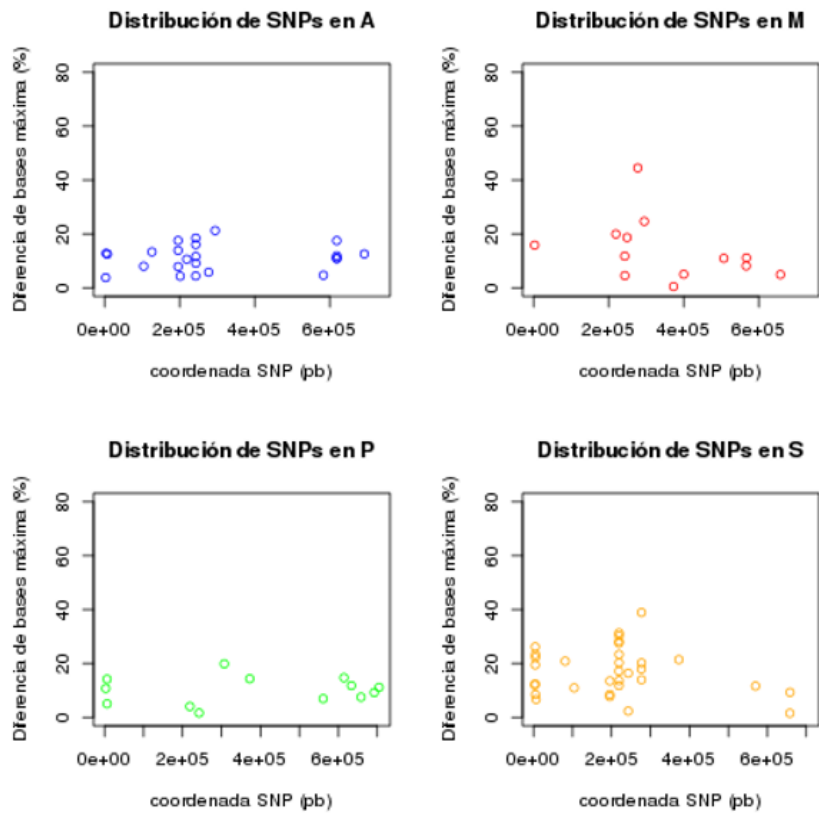 Distribución de SNPs en A
Diferencia de bases máxima (%)
80
60
40
20
0
0e+00 2e+05 4e+05 6e+05
coordenada SNP (pb)
Distribución de SNPs en M
Diferencia de bases máxima (%)
80
60
40
20
0
0e+00 2e+05 4e+05 6e+05
coordenada SNP (pb)
Distribución de SNPs en P
Diferencia de bases máxima (%)
80
60
40
20
0
0e+00 2e+05 6e+05
coordenada SNP (pb)
Distribución de SNPs en S
Diferencia de bases máxima (%)
80
60
40
20
0
0e+00 2e+05 6e+05
coordenada SNP (pb)